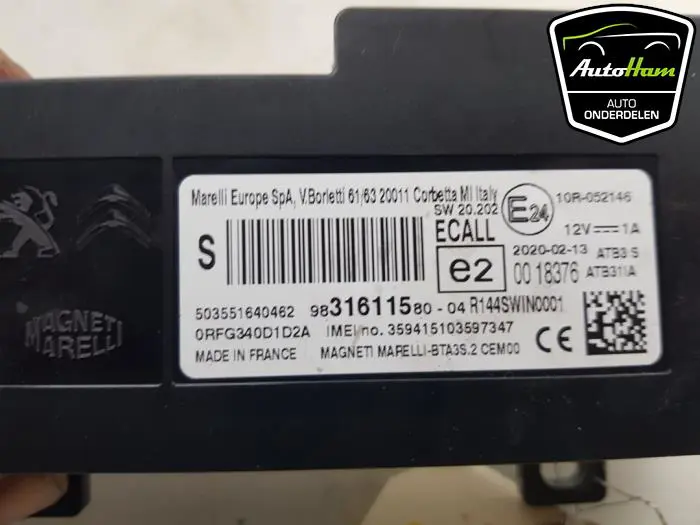 AutoHam
AUTO
ONDERDELEN
Marelli Europe SpA, V.Borletti 61/63 20011 Corbetta MI Italy
SW 20.202
E24
10R-052146
S
ECALL
12V 1A
e2
2020-02-13 ATB3 S
00 18376 ATB31IA
503551640462 9831611580-04 R144SWIN0001
0RFG340D1D2A IMEI no. 359415103597347
MADE IN FRANCE MAGNETI MARELLI-BTA3S.2 CEM00
CE
MAGNETI
MARELLI